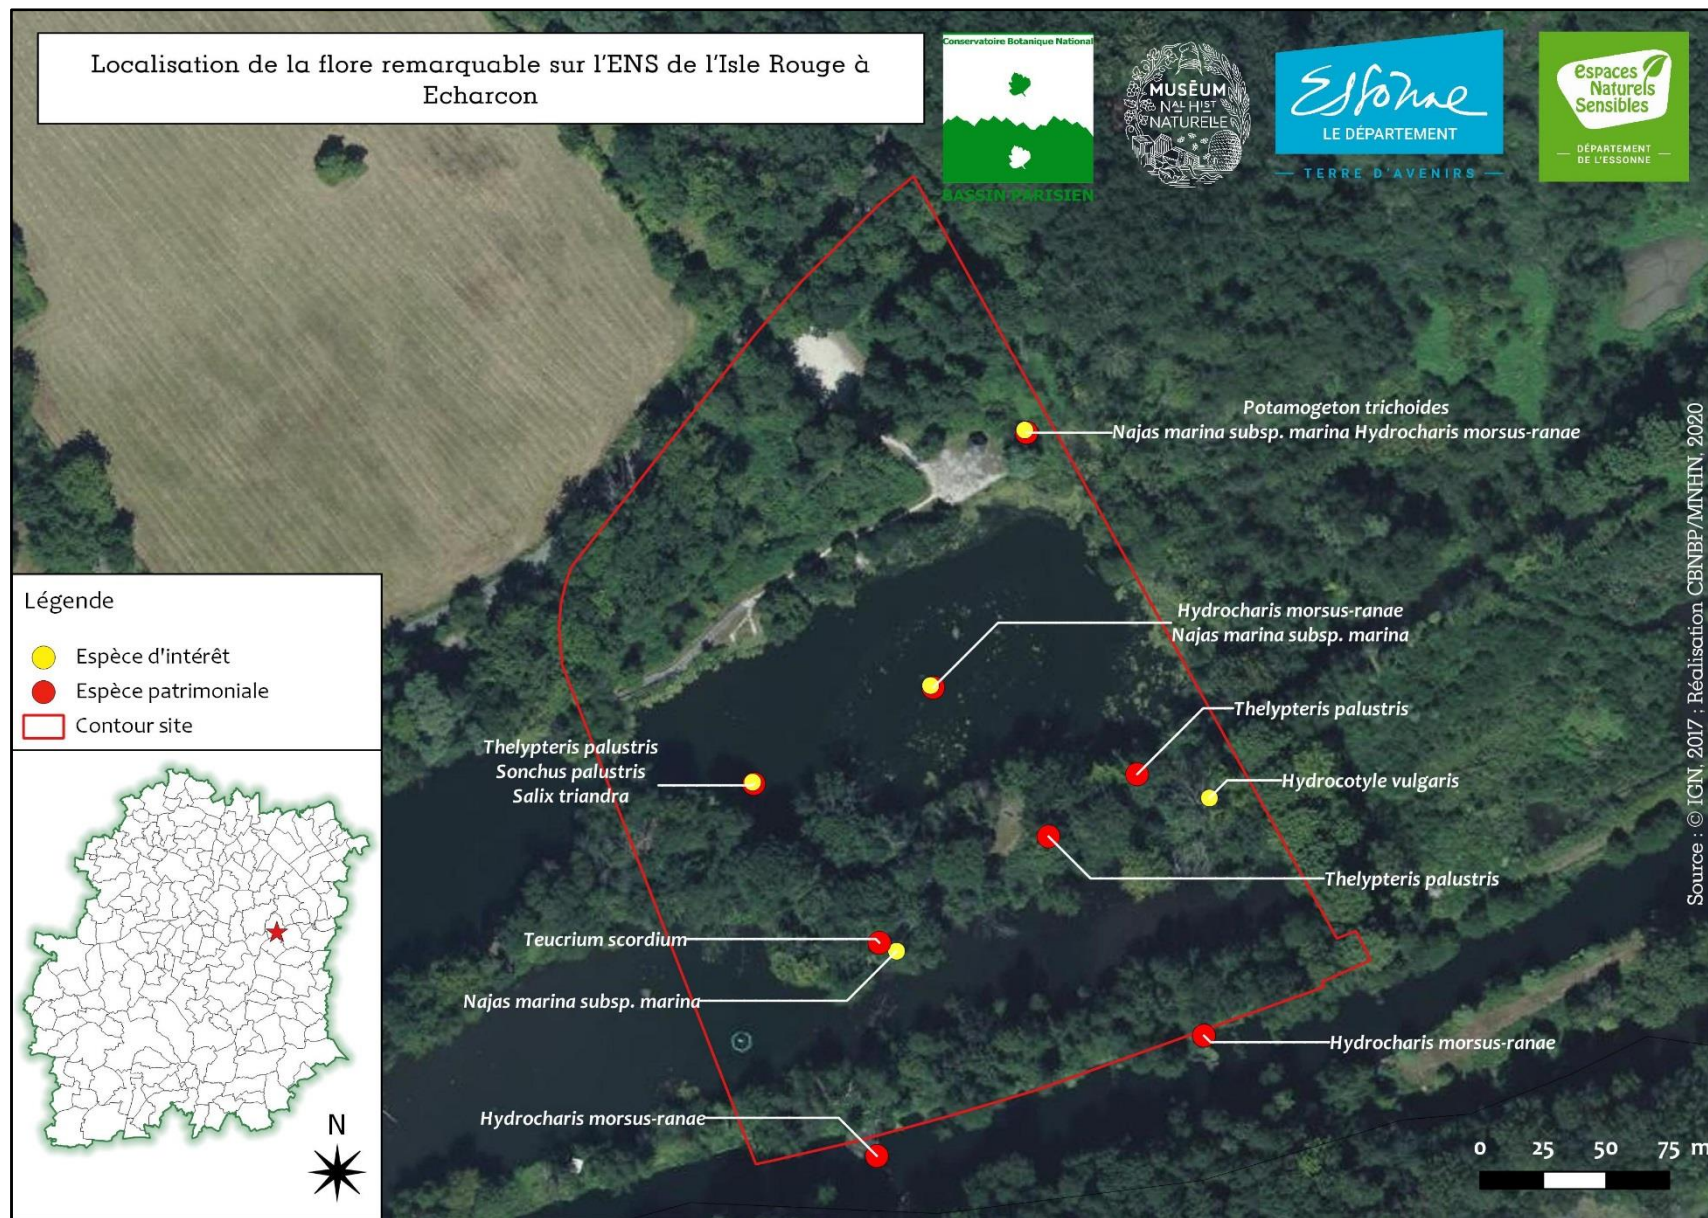 Localisation de la flore remarquable sur l'ENS de l'Isle Rouge à
Echarcon
Conservatoire Botanique National
BASSIN PARISIEN
MUSÉUM
NAL HIST
NATURELLE
Essonne
LE DÉPARTEMENT
— TERRE D'AVENIRS —
Espaces
Naturels
Sensibles
DÉPARTEMENT
DE L'ESSONNE
Potamogeton trichoides
Najas marina subsp. marina Hydrocharis morsus-ranae
Hydrocharis morsus-ranae
Najas marina subsp. marina
Thelypteris palustris
Hydrocotyle vulgaris
Thelypteris palustris
Sonchus palustris
Salix triandra
Thelypteris palustris
Teucrium scordium
Najas marina subsp. marina
Hydrocharis morsus-ranae
Hydrocharis morsus-ranae
Légende
Espèce d'intérêt
Espèce patrimoniale
Contour site
N
0 25 50 75 m
Source : © IGN, 2017 ; Réalisation CBNBP/MNHN, 2020